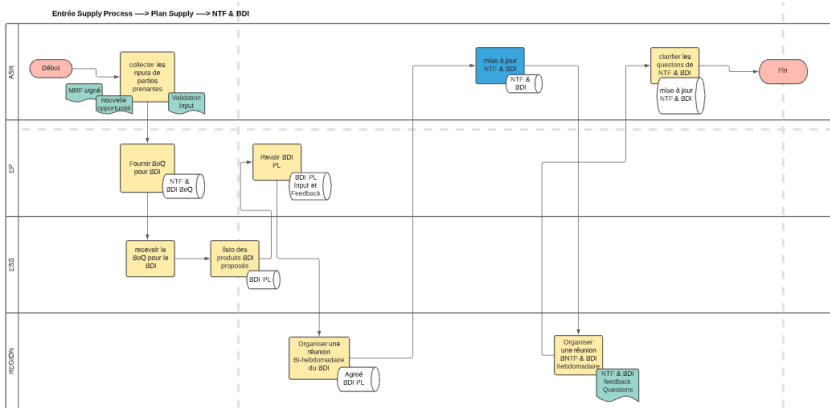 Entrée Supply Process ----> Plan Supply ----> NTF & BDI
ASR
Début
collecter les
inputs de
parties
prenantes
MRF signé
nouvelle
opportunité
Validation
Input
mise à jour
NTF & BDI
NTF &
BDI
clarifier les
questons de
NTF & BDI
mise à jour
NTF & BDI
Fin
EP
Fournir BoQ
pour BDI
NTF &
BDI BoQ
Revoir BDI
PL
BDI PL
Input et
Feedback
ESS
recevoir le
BoQ pour le
BDI
liste des
produits BDI
proposés
BDI PL
REGION
Organiser une
réunion
Bi-hebdomadaire
du BDI
Agréé
BDI PL
Organiser
une réunion
BNTF & BDI
hebdomadaire
NTF & BDI
feedback
Questions